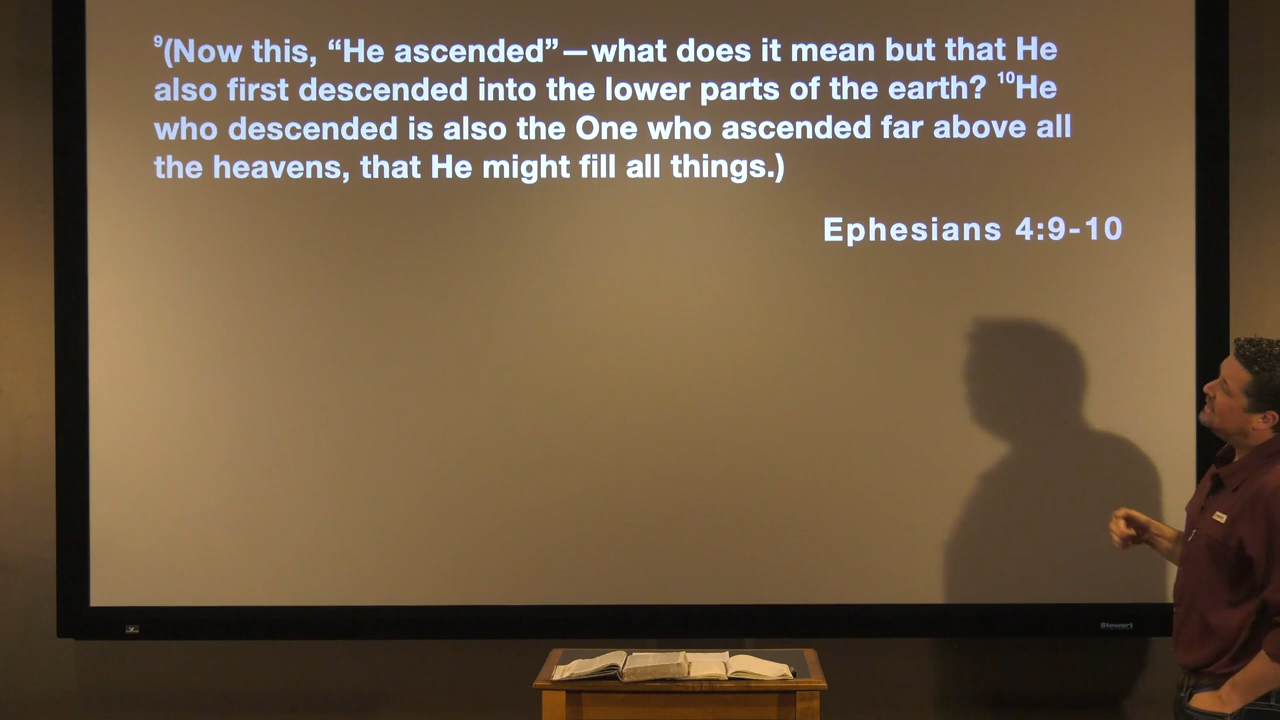 ⁹(Now this, “He ascended”—what does it mean but that He
also first descended into the lower parts of the earth? ¹⁰He
who descended is also the One who ascended far above all
the heavens, that He might fill all things.)
Ephesians 4:9-10
Stewart